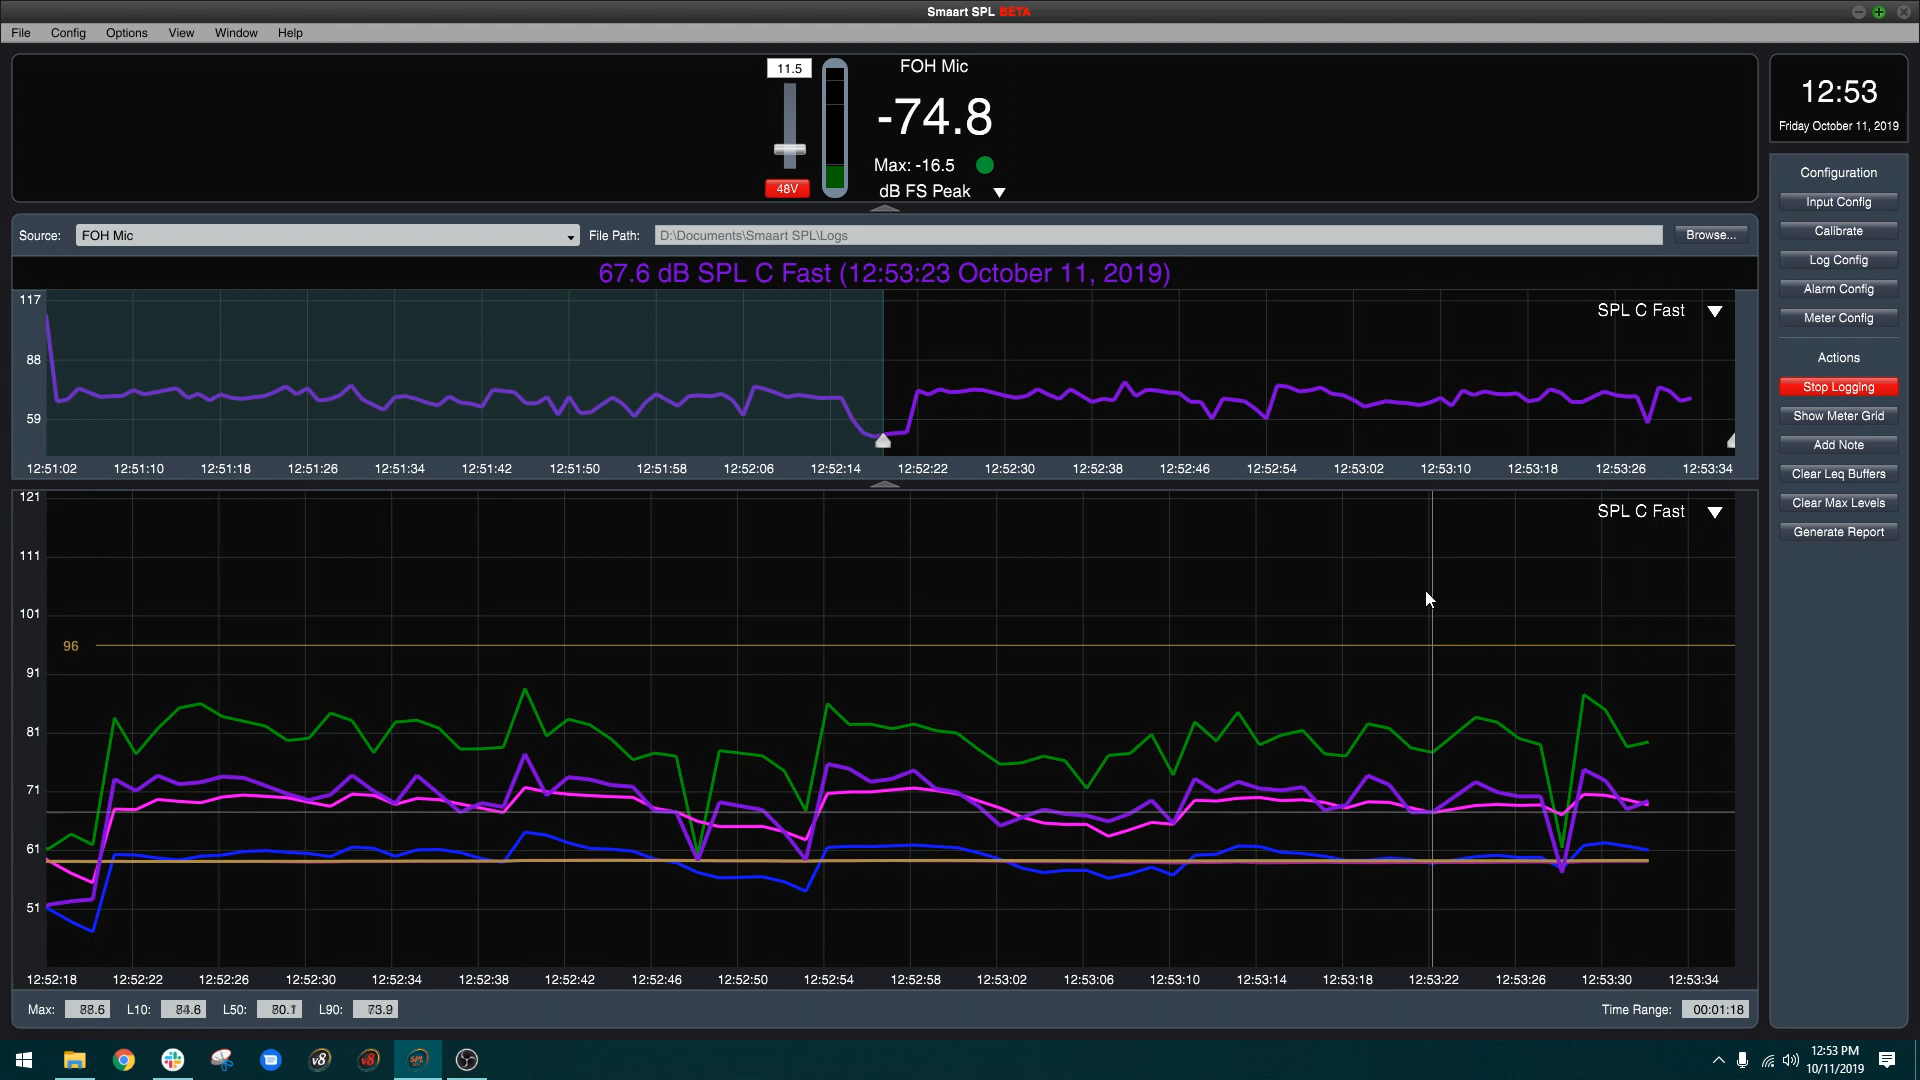 Smaart SPL BETA
File Config Options View Window Help
11.5
48V
FOH Mic
-74.8
Max: -16.5
dB FS Peak
12:53
Friday October 11, 2019
Source: FOH Mic File Path: D:\Documents\Smaart SPL\Logs Browse...
67.6 dB SPL C Fast (12:53:23 October 11, 2019)
SPL C Fast
117
88
59
12:51:02 12:51:10 12:51:18 12:51:26 12:51:34 12:51:42 12:51:50 12:51:58 12:52:06 12:52:14 12:52:22 12:52:30 12:52:38 12:52:46 12:52:54 12:53:02 12:53:10 12:53:18 12:53:26 12:53:34
SPL C Fast
121
111
101
96
91
81
71
61
51
12:52:18 12:52:22 12:52:26 12:52:30 12:52:34 12:52:38 12:52:42 12:52:46 12:52:50 12:52:54 12:52:58 12:53:02 12:53:06 12:53:10 12:53:14 12:53:18 12:53:22 12:53:26 12:53:30 12:53:34
Max: 88.6 L10: 84.6 L50: 80.1 L90: 73.9 Time Range: 00:01:18
Configuration
Input Config
Calibrate
Log Config
Alarm Config
Meter Config
Actions
Stop Logging
Show Meter Grid
Add Note
Clear Leq Buffers
Clear Max Levels
Generate Report
v8
v8
SPL
12:53 PM
10/11/2019